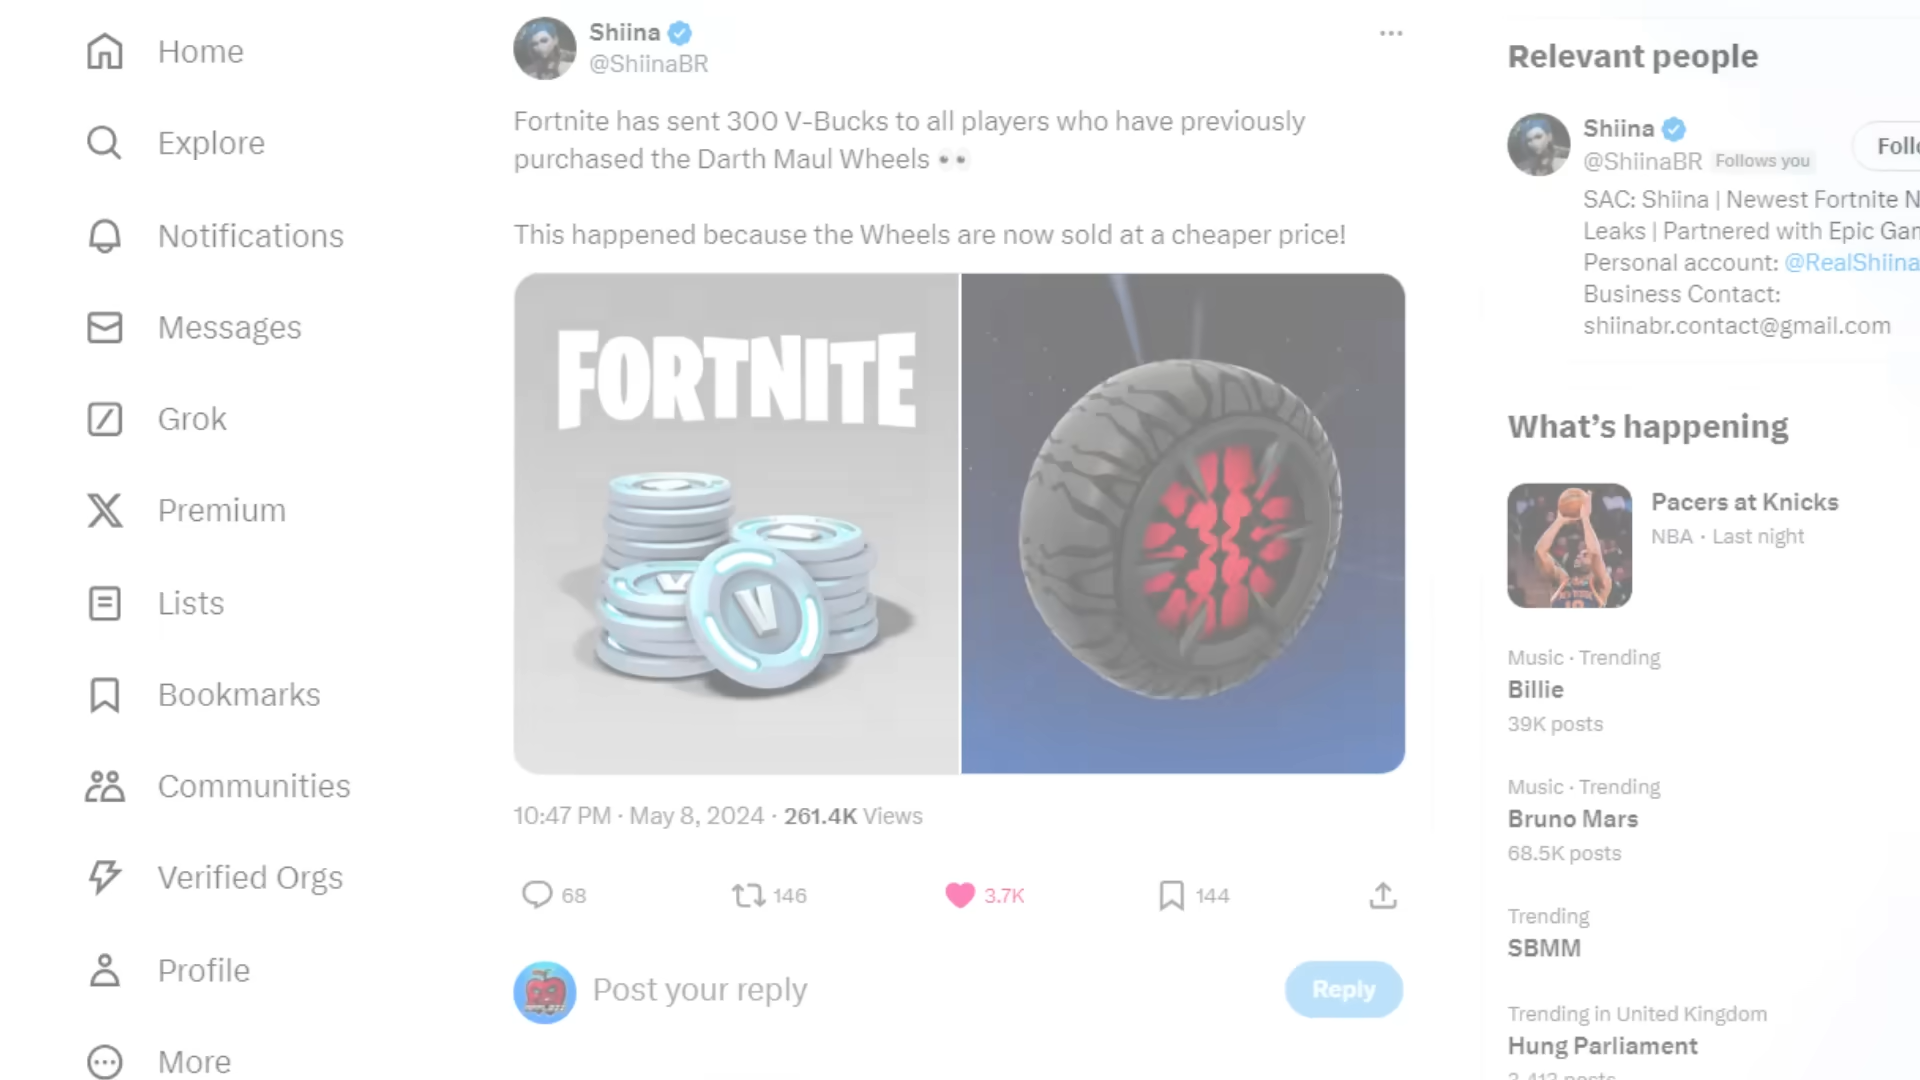 Home
Explore
Notifications
Messages
Grok
Premium
Lists
Bookmarks
Communities
Verified Orgs
Profile
More
Shiina
@ShiinaBR
Fortnite has sent 300 V-Bucks to all players who have previously
purchased the Darth Maul Wheels 👀
This happened because the Wheels are now sold at a cheaper price!
FORTNITE
V
10:47 PM · May 8, 2024 · 261.4K Views
68
146
3.7K
144
Post your reply
Reply
Relevant people
Shiina
@ShiinaBR Follows you
SAC: Shiina | Newest Fortnite
Leaks | Partnered with Epic
Personal account: @RealShiina
Business Contact:
shiinabr.contact@gmail.com
What's happening
Pacers at Knicks
NBA · Last night
Music · Trending
Billie
39K posts
Music · Trending
Bruno Mars
68.5K posts
Trending
SBMM
Trending in United Kingdom
Hung Parliament